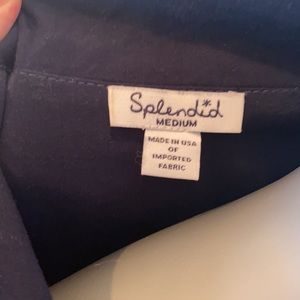 Splendid
MEDIUM
MADE IN USA
OF
IMPORTED
FABRIC